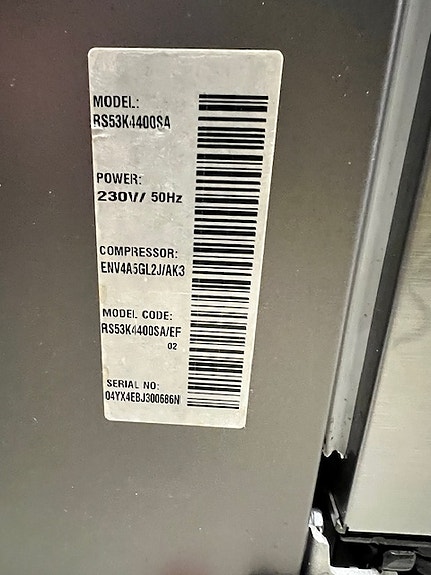 MODEL:
RS53K4400SA
POWER:
230V/ 50Hz
COMPRESSOR:
ENV4A5GL2J/AK3
MODEL CODE:
RS53K4400SA/EF
02
SERIAL NO:
04YX4EBJ300686N